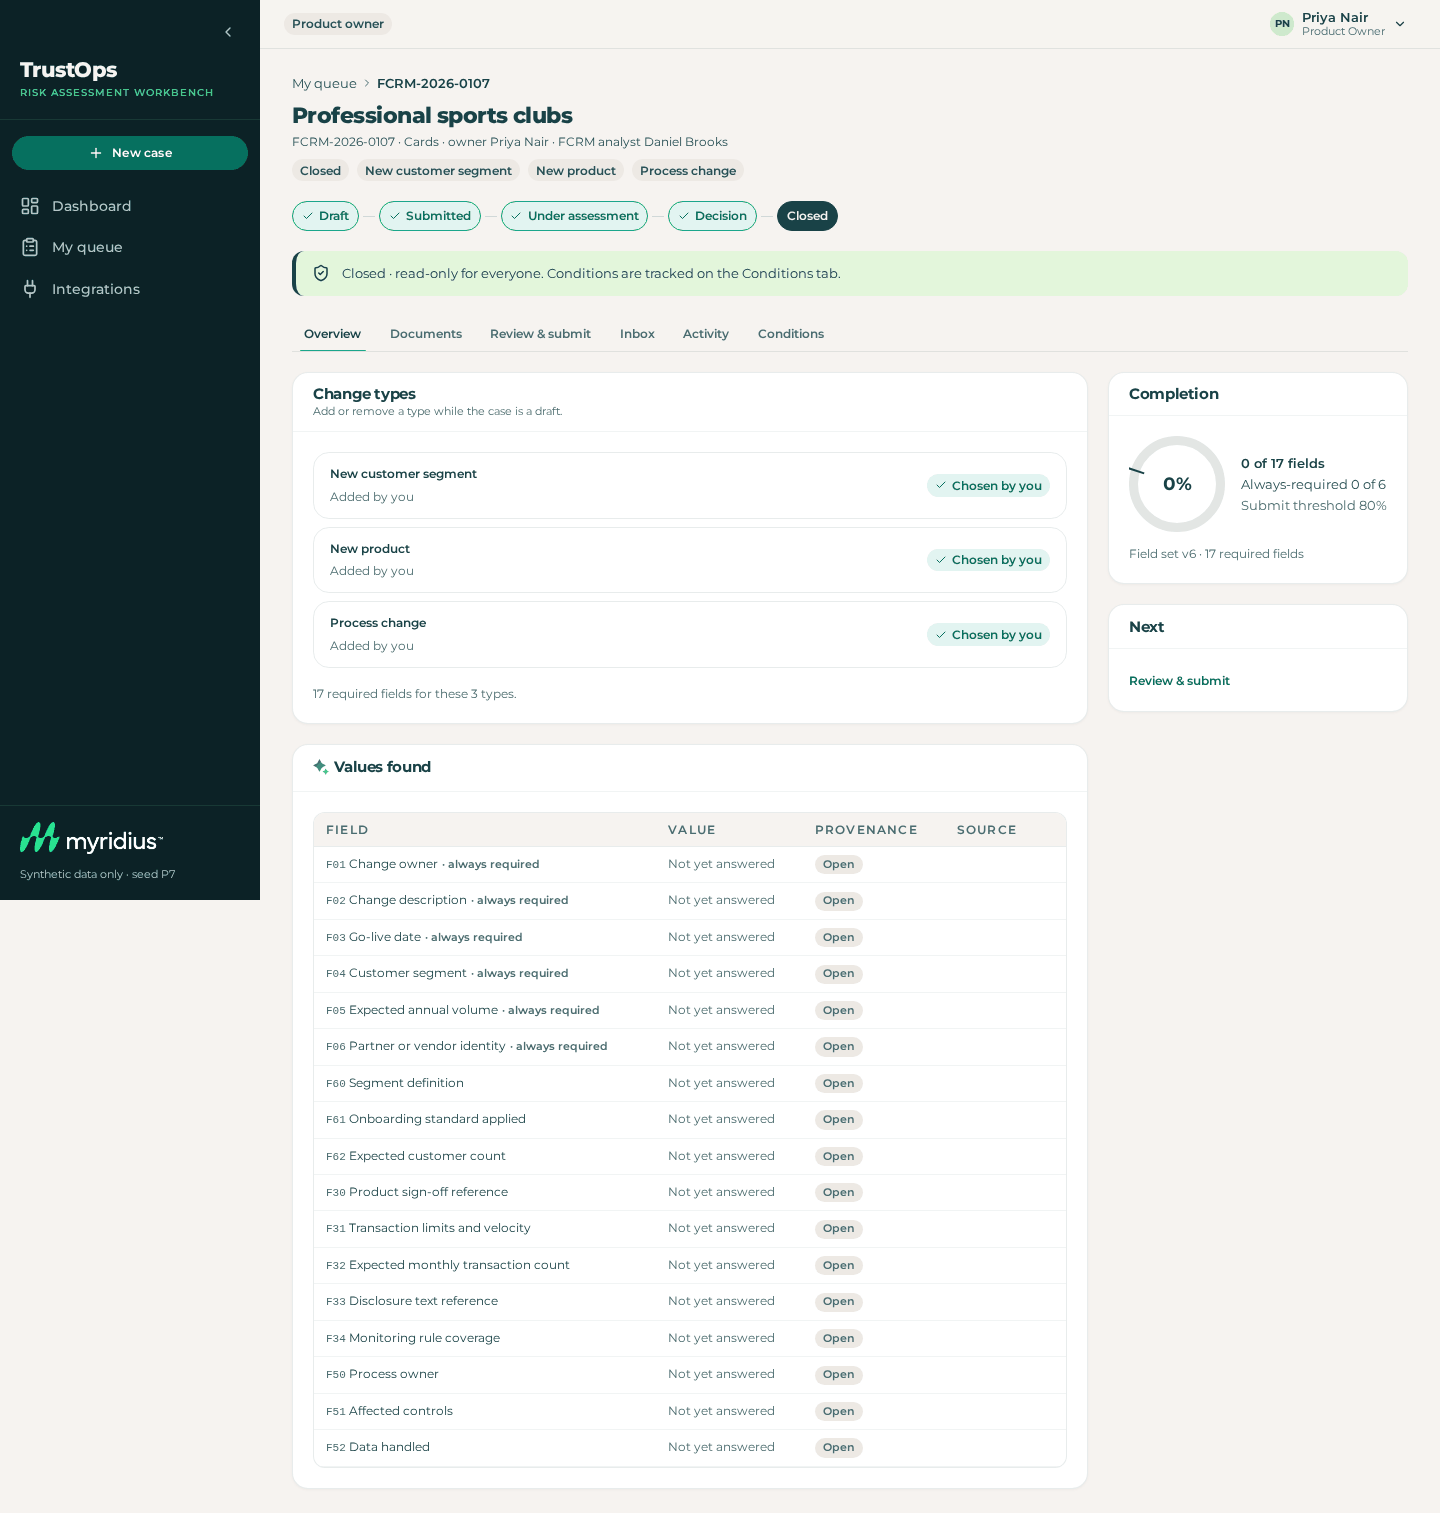 TrustOps
RISK ASSESSMENT WORKBENCH
New case
Dashboard
My queue
Integrations
myridius™
Synthetic data only · seed P7
Product owner
PN
Priya Nair
Product Owner
My queue > FCRM-2026-0107
Professional sports clubs
FCRM-2026-0107 · Cards · owner Priya Nair · FCRM analyst Daniel Brooks
Closed New customer segment New product Process change
Draft Submitted Under assessment Decision Closed
Closed · read-only for everyone. Conditions are tracked on the Conditions tab.
Overview Documents Review & submit Inbox Activity Conditions
Change types
Add or remove a type while the case is a draft.
New customer segment
Added by you
Chosen by you
New product
Added by you
Chosen by you
Process change
Added by you
Chosen by you
17 required fields for these 3 types.
Completion
0%
0 of 17 fields
Always-required 0 of 6
Submit threshold 80%
Field set v6 · 17 required fields
Next
Review & submit
Values found
FIELD VALUE PROVENANCE SOURCE
F01 Change owner · always required Not yet answered Open
F02 Change description · always required Not yet answered Open
F03 Go-live date · always required Not yet answered Open
F04 Customer segment · always required Not yet answered Open
F05 Expected annual volume · always required Not yet answered Open
F06 Partner or vendor identity · always required Not yet answered Open
F60 Segment definition Not yet answered Open
F61 Onboarding standard applied Not yet answered Open
F62 Expected customer count Not yet answered Open
F30 Product sign-off reference Not yet answered Open
F31 Transaction limits and velocity Not yet answered Open
F32 Expected monthly transaction count Not yet answered Open
F33 Disclosure text reference Not yet answered Open
F34 Monitoring rule coverage Not yet answered Open
F50 Process owner Not yet answered Open
F51 Affected controls Not yet answered Open
F52 Data handled Not yet answered Open